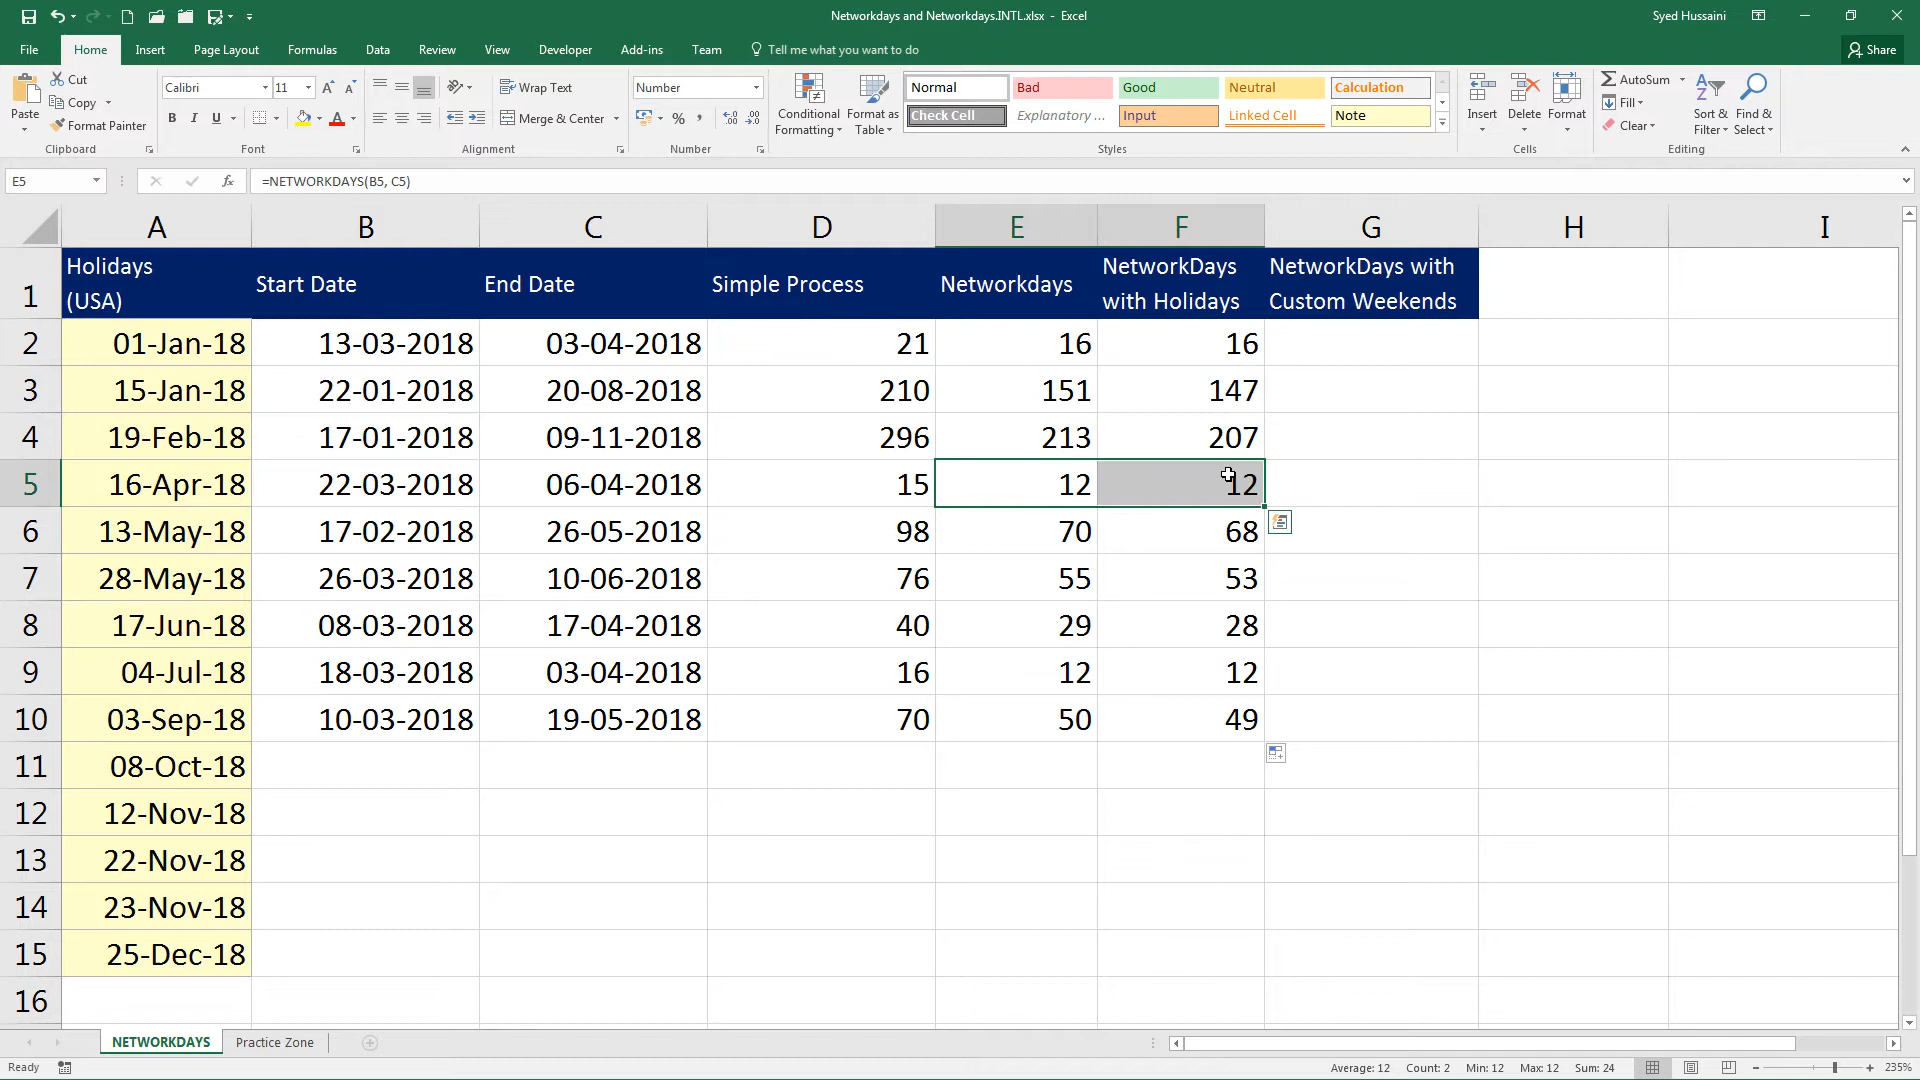 Networkdays and Networkdays.INTL.xlsx - Excel
Syed Hussaini
File Home Insert Page Layout Formulas Data Review View Developer Add-ins Team Tell me what you want to do Share
Paste
Cut
Copy
Format Painter
Clipboard
Calibri 11
B I U
Font
Wrap Text
Merge & Center
Alignment
Number
%
Number
Conditional Formatting
Format as Table
Normal Bad Good Neutral Calculation
Check Cell Explanatory ... Input Linked Cell Note
Styles
Insert Delete Format
Cells
AutoSum
Fill
Clear
Sort & Filter
Find & Select
Editing
E5 fx =NETWORKDAYS(B5, C5)
A B C D E F G H I
1 Holidays (USA) Start Date End Date Simple Process Networkdays NetworkDays with Holidays NetworkDays with Custom Weekends
2 01-Jan-18 13-03-2018 03-04-2018 21 16 16
3 15-Jan-18 22-01-2018 20-08-2018 210 151 147
4 19-Feb-18 17-01-2018 09-11-2018 296 213 207
5 16-Apr-18 22-03-2018 06-04-2018 15 12 12
6 13-May-18 17-02-2018 26-05-2018 98 70 68
7 28-May-18 26-03-2018 10-06-2018 76 55 53
8 17-Jun-18 08-03-2018 17-04-2018 40 29 28
9 04-Jul-18 18-03-2018 03-04-2018 16 12 12
10 03-Sep-18 10-03-2018 19-05-2018 70 50 49
11 08-Oct-18
12 12-Nov-18
13 22-Nov-18
14 23-Nov-18
15 25-Dec-18
16
NETWORKDAYS Practice Zone
Ready Average: 12 Count: 2 Min: 12 Max: 12 Sum: 24 235%